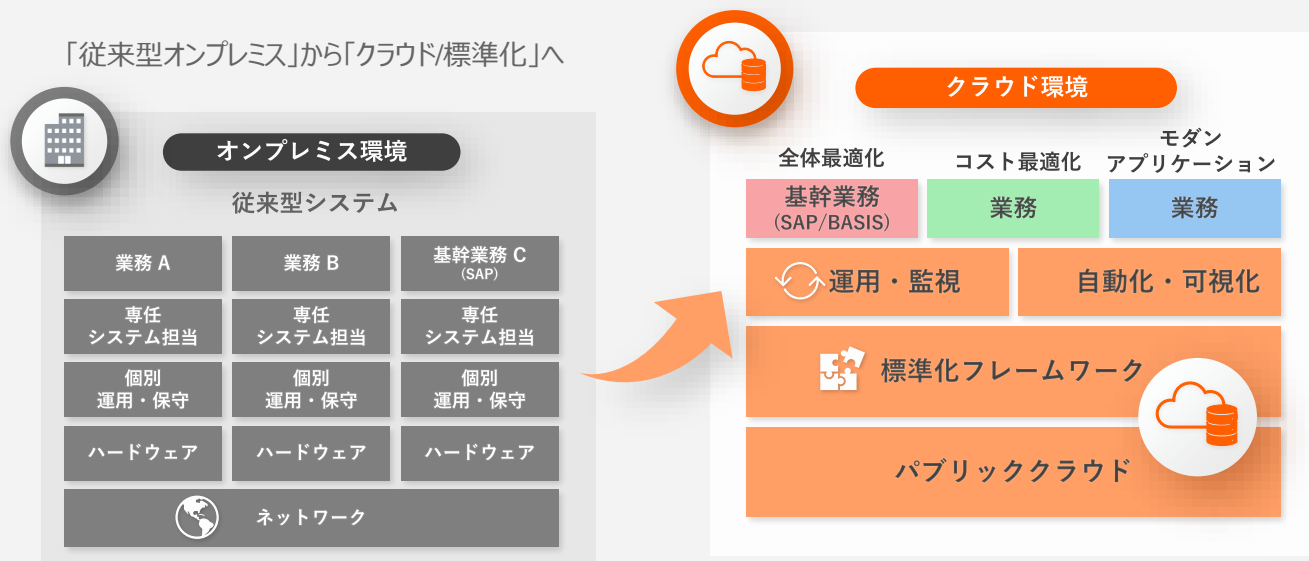 「従来型オンプレミス」から「クラウド/標準化」へ
オンプレミス環境
従来型システム
業務 A
業務 B
基幹業務 C
(SAP)
専任
システム担当
専任
システム担当
専任
システム担当
個別
運用・保守
個別
運用・保守
個別
運用・保守
ハードウェア
ハードウェア
ハードウェア
ネットワーク
クラウド環境
全体最適化
コスト最適化
モダン
アプリケーション
基幹業務
(SAP/BASIS)
業務
業務
運用・監視
自動化・可視化
標準化フレームワーク
パブリッククラウド